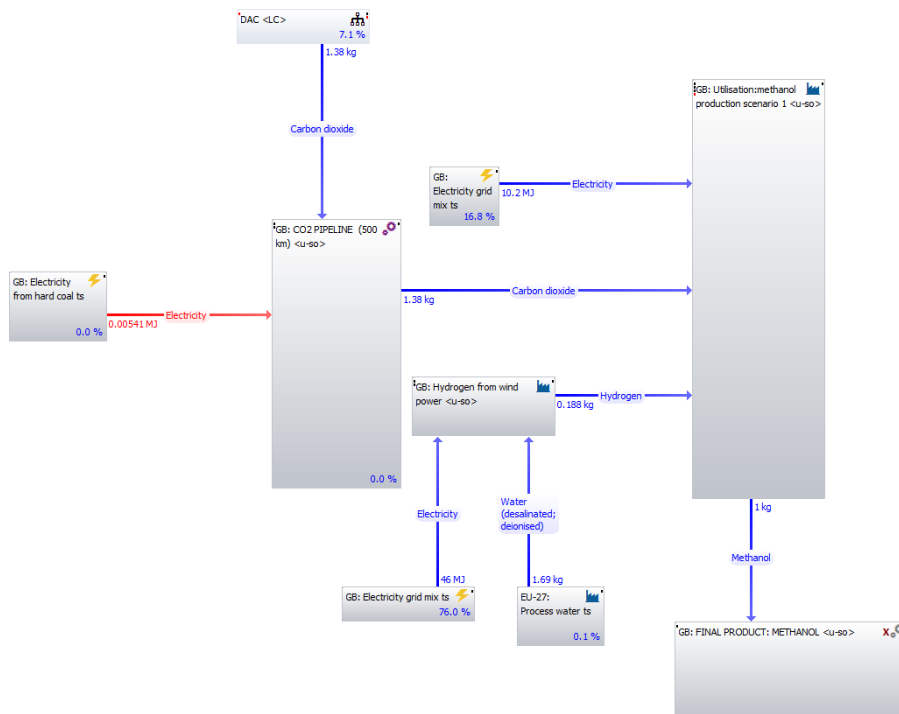 DAC <LC>
7.1 %
1.38 kg
Carbon dioxide
GB: Utilisation:methanol
production scenario 1 <u-so>
GB:
Electricity grid
mix ts
16.8 %
10.2 MJ
Electricity
GB: CO2 PIPELINE (500
km) <u-so>
0.0 %
GB: Electricity
from hard coal ts
0.0 %
0.00541 MJ
Electricity
1.38 kg
Carbon dioxide
GB: Hydrogen from wind
power <u-so>
0.188 kg
Hydrogen
Electricity
46 MJ
Water
(desalinated;
deionised)
1.69 kg
GB: Electricity grid mix ts
76.0 %
EU-27:
Process water ts
0.1 %
1 kg
Methanol
GB: FINAL PRODUCT: METHANOL <u-so>
X